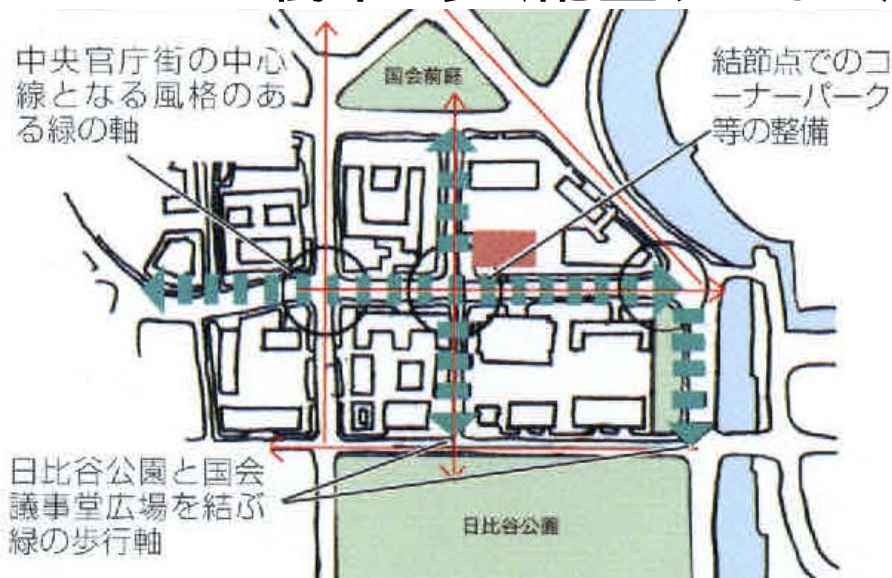 中央官庁街の中心
線となる風格のあ
る緑の軸
国会前庭
結節点でのコ
ーナーパーク
等の整備
日比谷公園と国会
議事堂広場を結ぶ
緑の歩行軸
日比谷公園